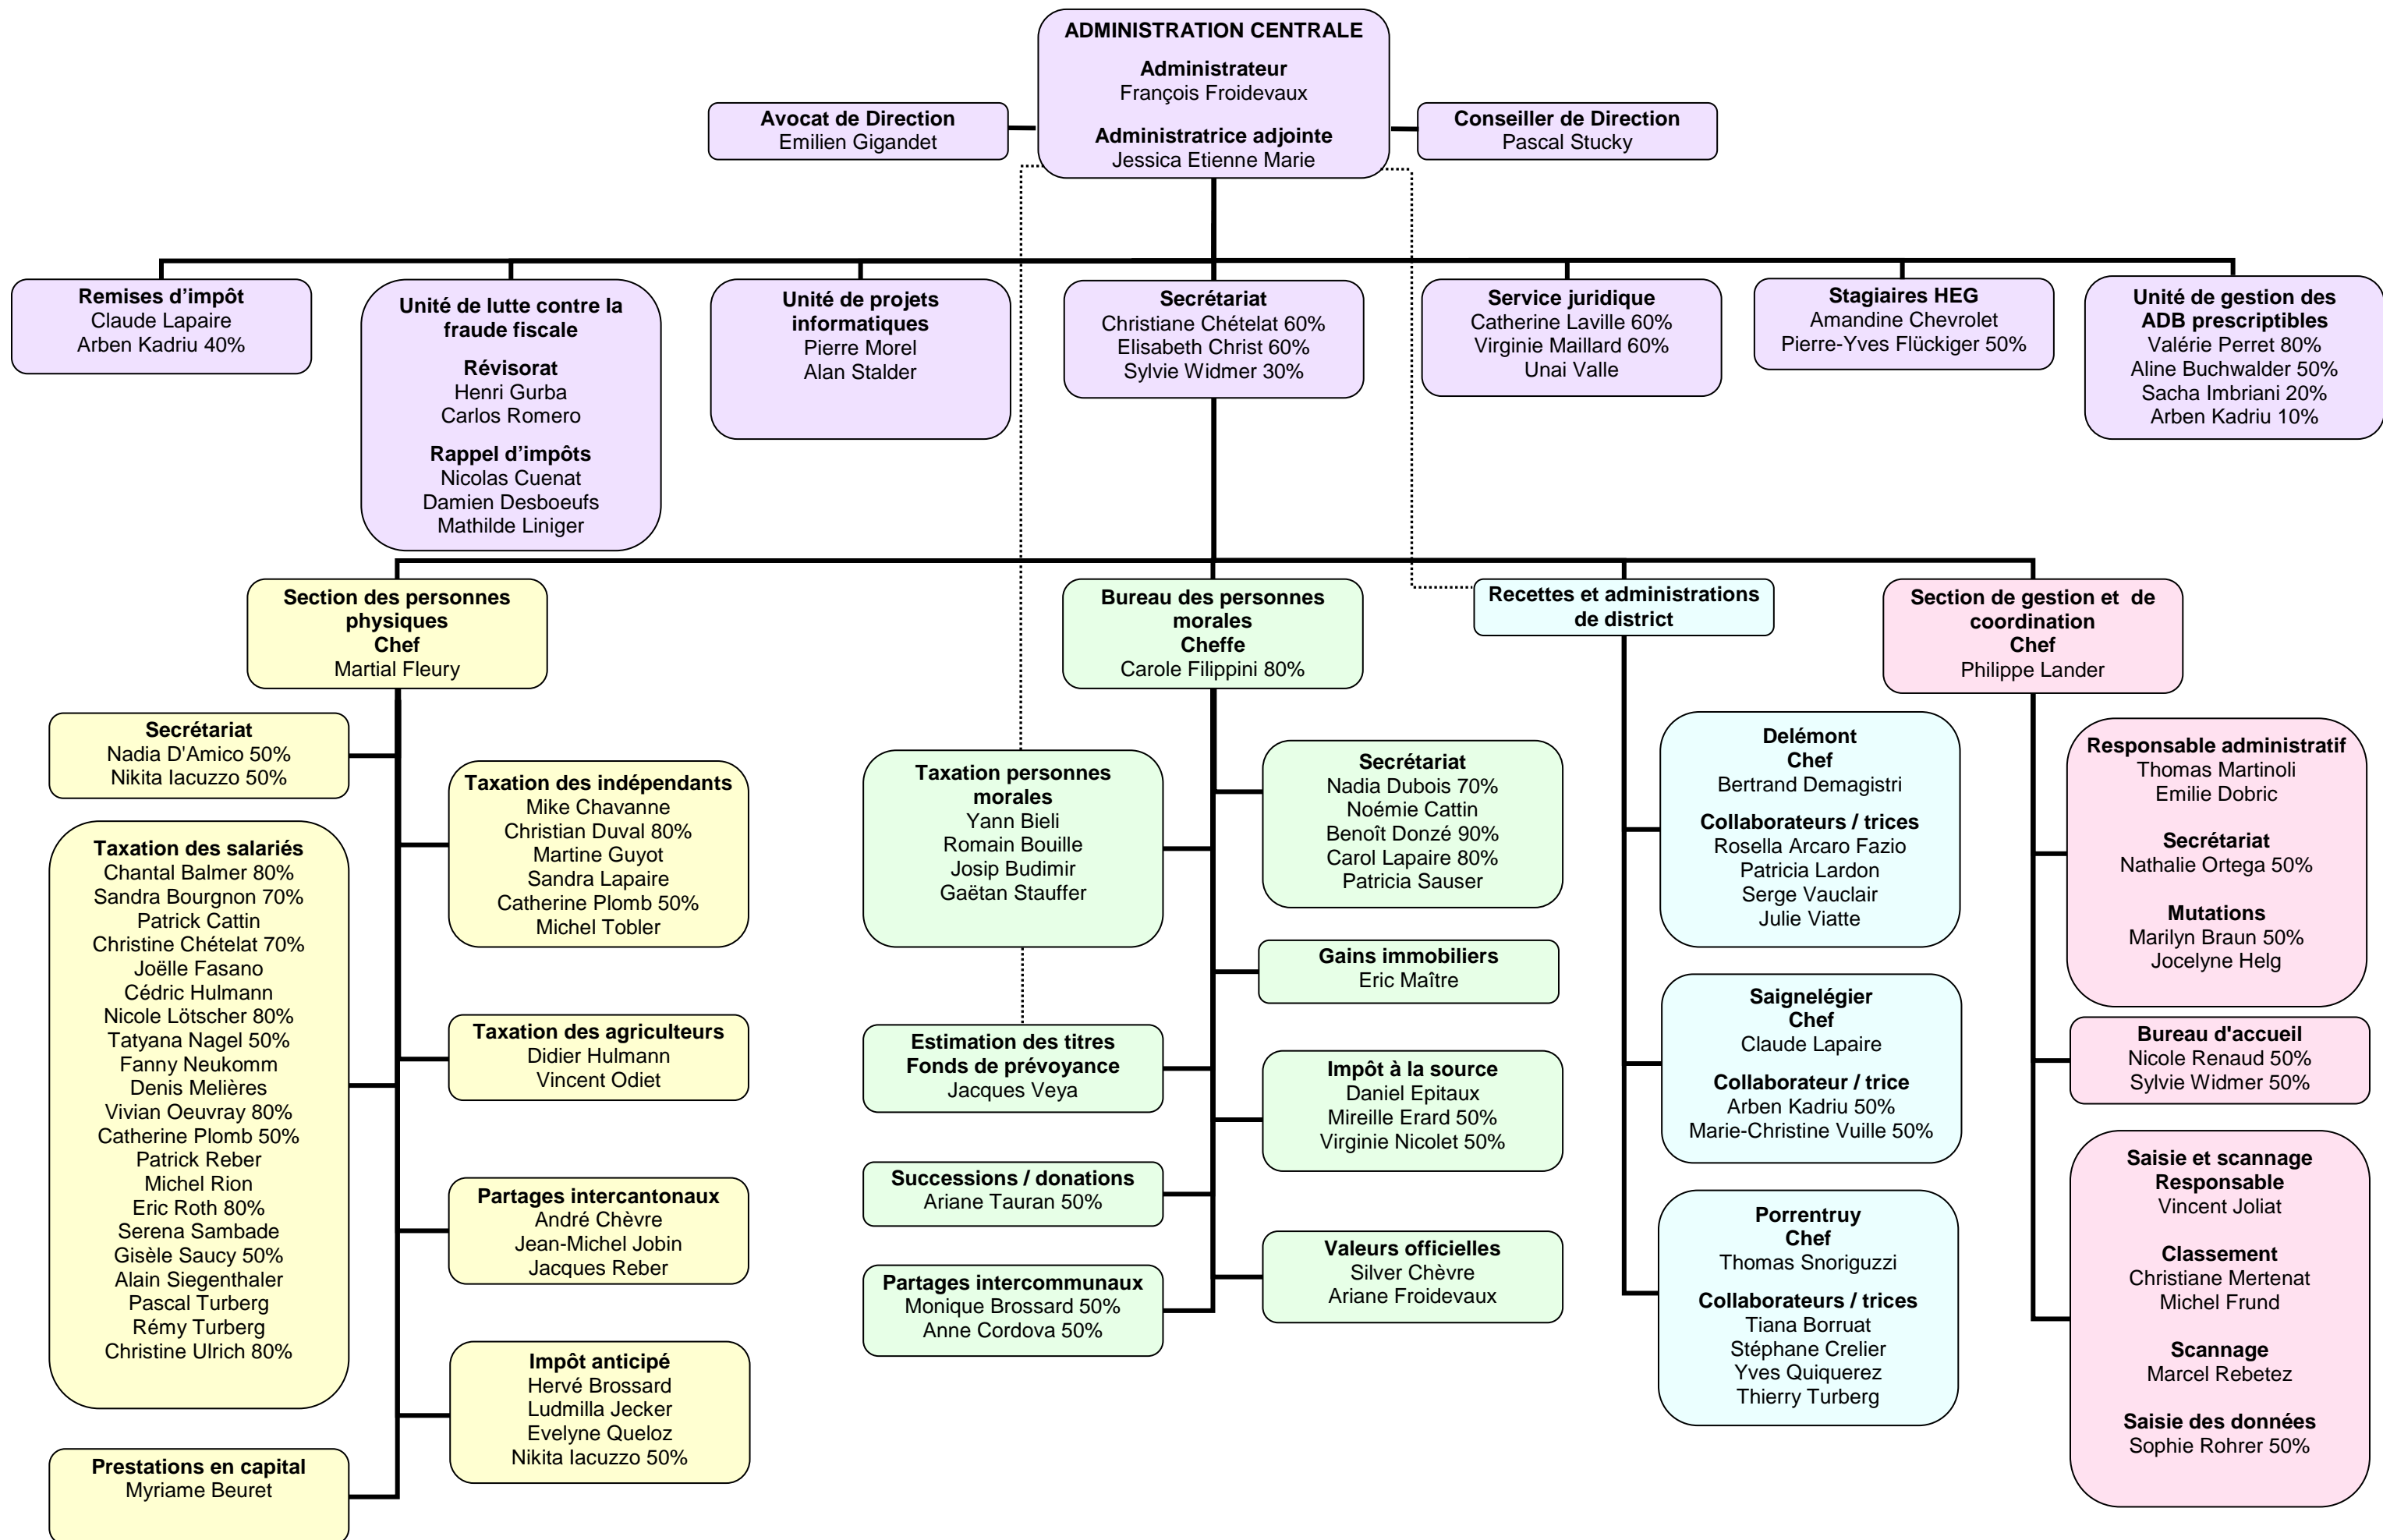 ADMINISTRATION CENTRALE
Administrateur
François Froidevaux
Administratrice adjointe
Jessica Etienne Marie
Avocat de Direction
Emilien Gigandet
Conseiller de Direction
Pascal Stucky
Remises d’impôt
Claude Lapaire
Arben Kadriu 40%
Unité de lutte contre la
fraude fiscale
Révisorat
Henri Gurba
Carlos Romero
Rappel d’impôts
Nicolas Cuenat
Damien Desboeufs
Mathilde Liniger
Unité de projets
informatiques
Pierre Morel
Alan Stalder
Secrétariat
Christiane Chételat 60%
Elisabeth Christ 60%
Sylvie Widmer 30%
Service juridique
Catherine Laville 60%
Virginie Maillard 60%
Unai Valle
Stagiaires HEG
Amandine Chevrolet
Pierre-Yves Flückiger 50%
Unité de gestion des
ADB prescriptibles
Valérie Perret 80%
Aline Buchwalder 50%
Sacha Imbriani 20%
Arben Kadriu 10%
Section des personnes
physiques
Chef
Martial Fleury
Secrétariat
Nadia D'Amico 50%
Nikita Iacuzzo 50%
Taxation des salariés
Chantal Balmer 80%
Sandra Bourgnon 70%
Patrick Cattin
Christine Chételat 70%
Joëlle Fasano
Cédric Hulmann
Nicole Lötscher 80%
Tatyana Nagel 50%
Fanny Neukomm
Denis Melières
Vivian Oeuvray 80%
Catherine Plomb 50%
Patrick Reber
Michel Rion
Eric Roth 80%
Serena Sambade
Gisèle Saucy 50%
Alain Siegenthaler
Pascal Turberg
Rémy Turberg
Christine Ulrich 80%
Prestations en capital
Myriame Beuret
Taxation des indépendants
Mike Chavanne
Christian Duval 80%
Martine Guyot
Sandra Lapaire
Catherine Plomb 50%
Michel Tobler
Taxation des agriculteurs
Didier Hulmann
Vincent Odiet
Partages intercantonaux
André Chèvre
Jean-Michel Jobin
Jacques Reber
Impôt anticipé
Hervé Brossard
Ludmilla Jecker
Evelyne Queloz
Nikita Iacuzzo 50%
Bureau des personnes
morales
Cheffe
Carole Filippini 80%
Taxation personnes
morales
Yann Bieli
Romain Bouille
Josip Budimir
Gaëtan Stauffer
Estimation des titres
Fonds de prévoyance
Jacques Veya
Successions / donations
Ariane Tauran 50%
Partages intercommunaux
Monique Brossard 50%
Anne Cordova 50%
Secrétariat
Nadia Dubois 70%
Noémie Cattin
Benoît Donzé 90%
Carol Lapaire 80%
Patricia Sauser
Gains immobiliers
Eric Maître
Impôt à la source
Daniel Epitaux
Mireille Erard 50%
Virginie Nicolet 50%
Valeurs officielles
Silver Chèvre
Ariane Froidevaux
Recettes et administrations
de district
Delémont
Chef
Bertrand Demagistri
Collaborateurs / trices
Rosella Arcaro Fazio
Patricia Lardon
Serge Vauclair
Julie Viatte
Saignelégier
Chef
Claude Lapaire
Collaborateur / trice
Arben Kadriu 50%
Marie-Christine Vuille 50%
Porrentruy
Chef
Thomas Snoriguzzi
Collaborateurs / trices
Tiana Borruat
Stéphane Crelier
Yves Quiquerez
Thierry Turberg
Section de gestion et de
coordination
Chef
Philippe Lander
Responsable administratif
Thomas Martinoli
Emilie Dobric
Secrétariat
Nathalie Ortega 50%
Mutations
Marilyn Braun 50%
Jocelyne Helg
Bureau d'accueil
Nicole Renaud 50%
Sylvie Widmer 50%
Saisie et scannage
Responsable
Vincent Joliat
Classement
Christiane Mertenat
Michel Frund
Scannage
Marcel Rebetez
Saisie des données
Sophie Rohrer 50%